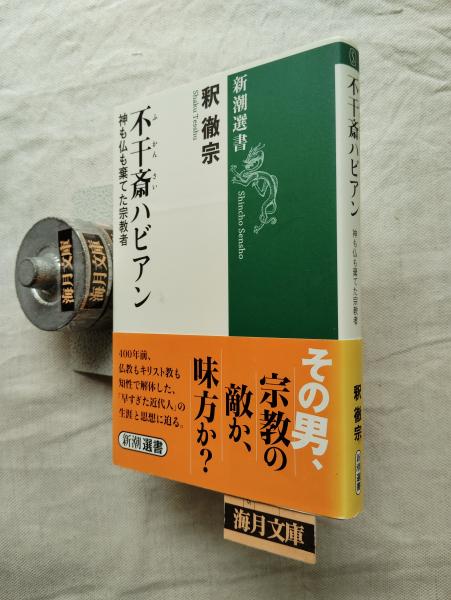 新潮選書
Shincho Sensho
釈 徹宗
Shaku Tesshu
不干斎ハビアン
ふかんさい
神も仏も棄てた宗教者
その男、
宗教の
敵か、
味方か?
400年前、
仏教もキリスト教も
知性で解体した、
「早すぎた近代人」の
生涯と思想に迫る。
新潮選書
不干斎ハビアン
神も仏も棄てた宗教者
釈 徹宗
新潮選書
海月文庫
海月文庫